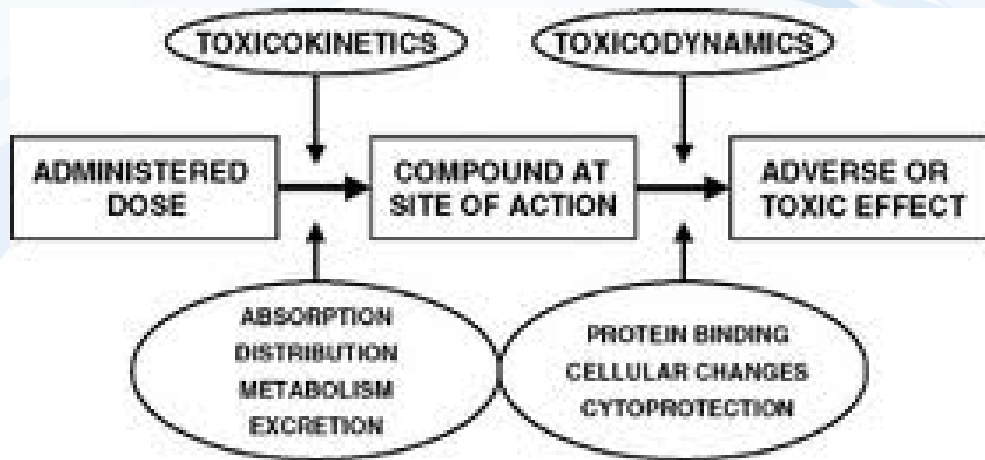 TOXICOKINETICS
TOXICODYNAMICS
ADMINISTERED
DOSE
COMPOUND AT
SITE OF ACTION
ADVERSE OR
TOXIC EFFECT
ABSORPTION
DISTRIBUTION
METABOLISM
EXCRETION
PROTEIN BINDING
CELLULAR CHANGES
CYTOPROTECTION